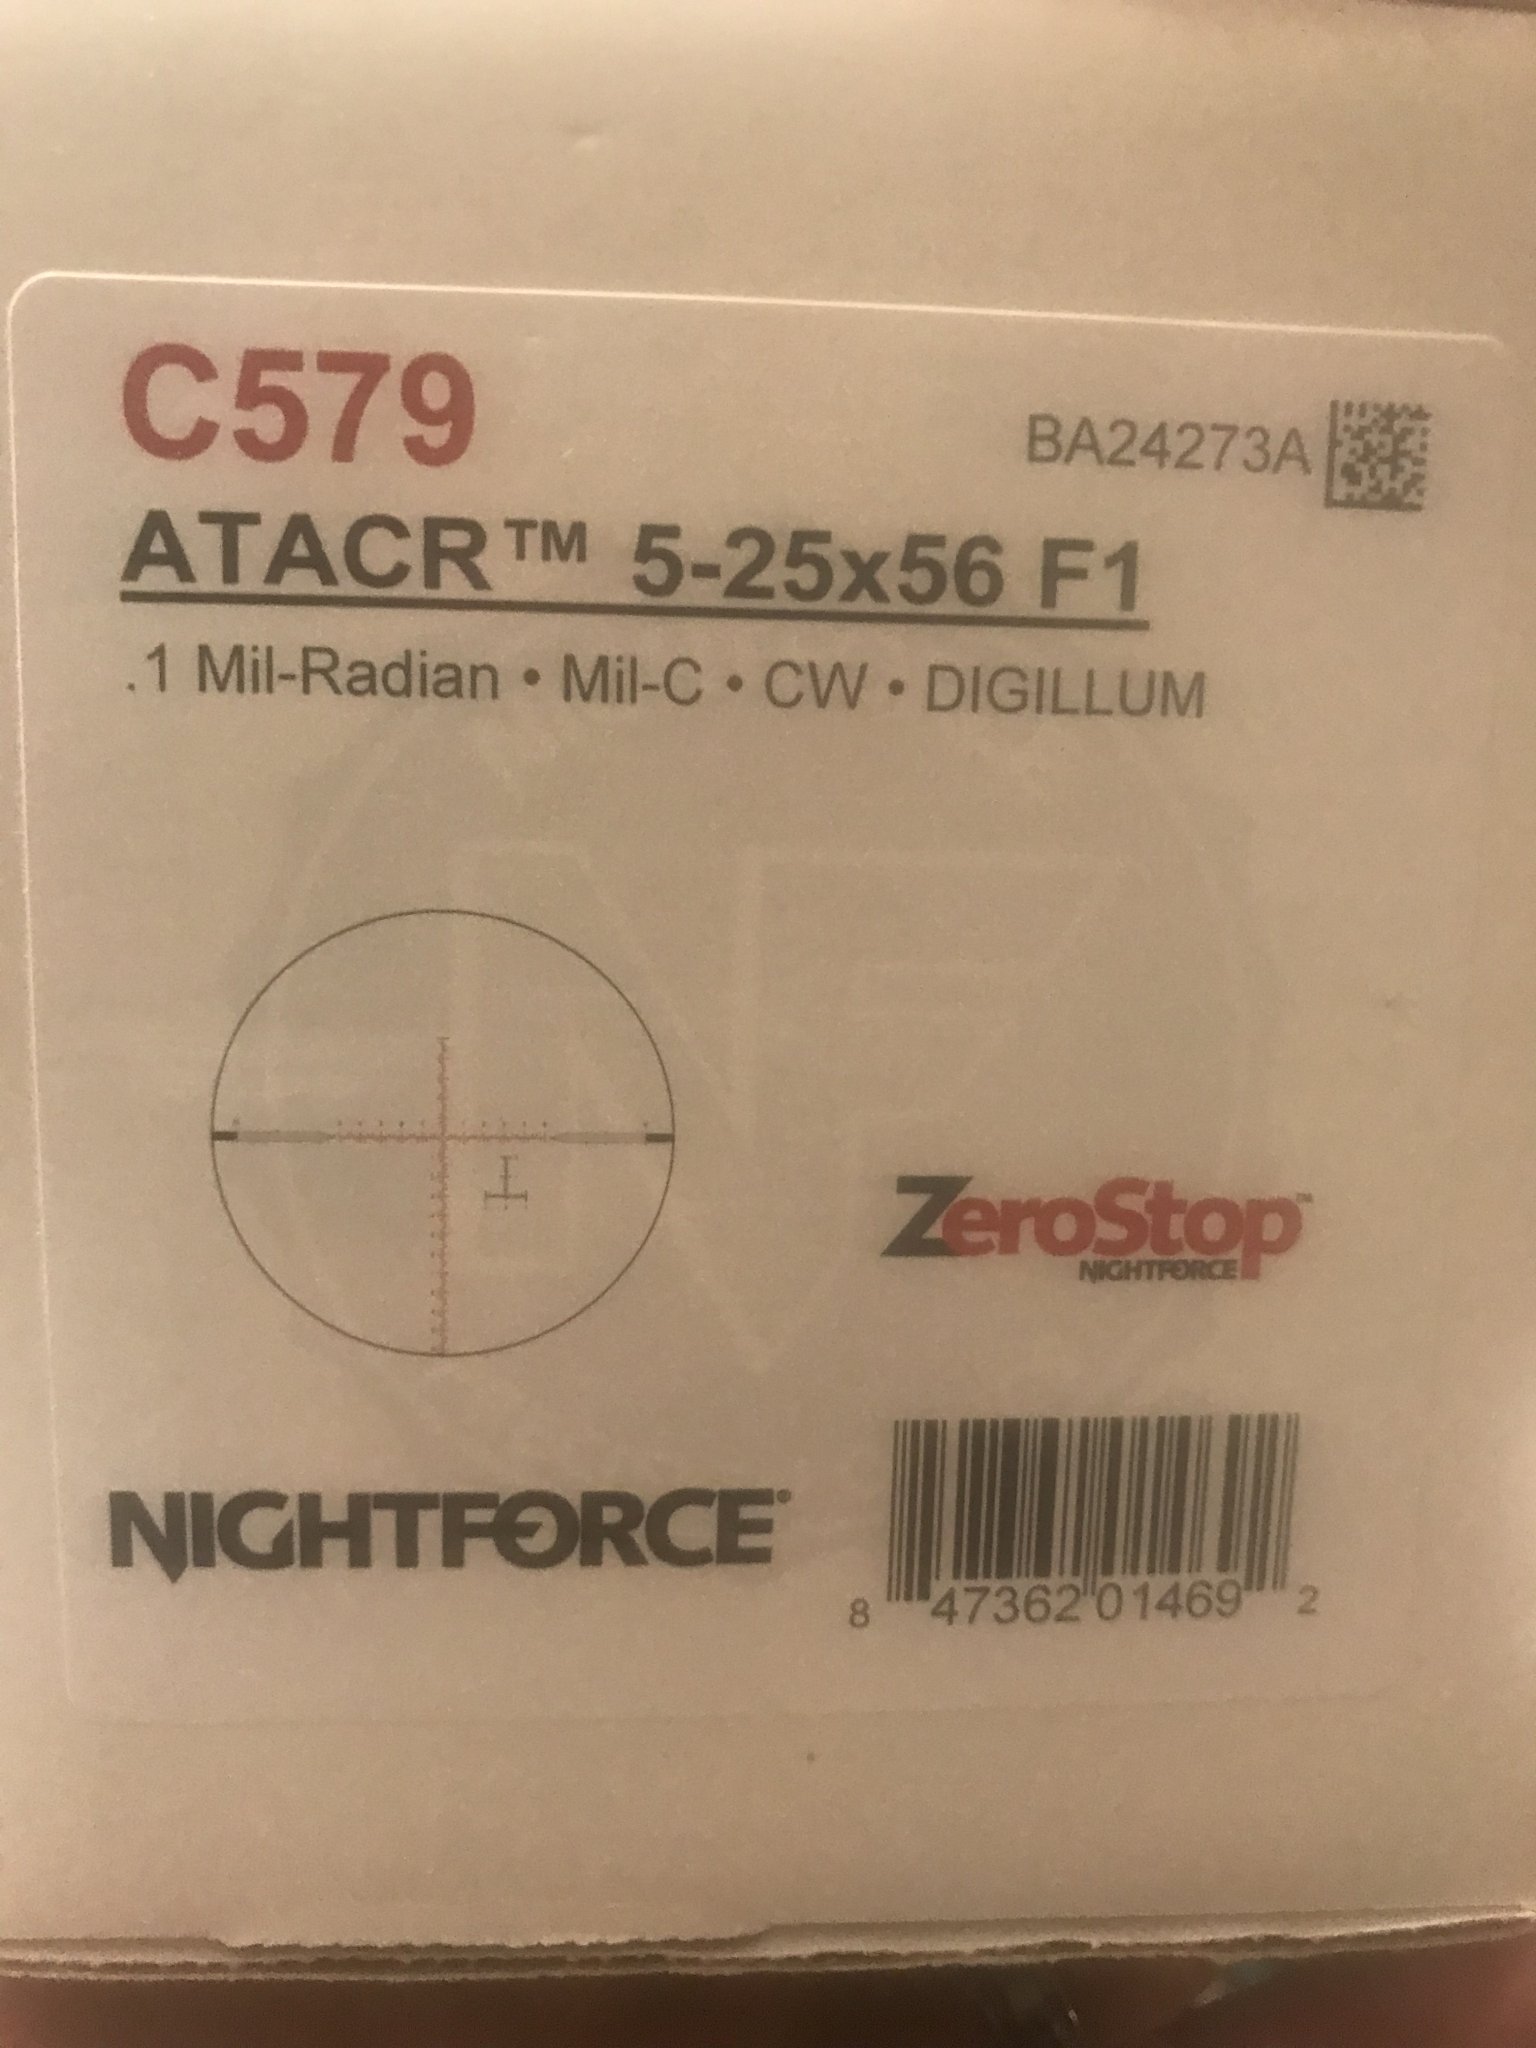 C579
BA24273A
ATACR™ 5-25x56 F1
.1 Mil-Radian • Mil-C • CW • DIGILLUM
ZeroStop™
NIGHTFORCE
NIGHTFORCE®
8 47362 01469 2